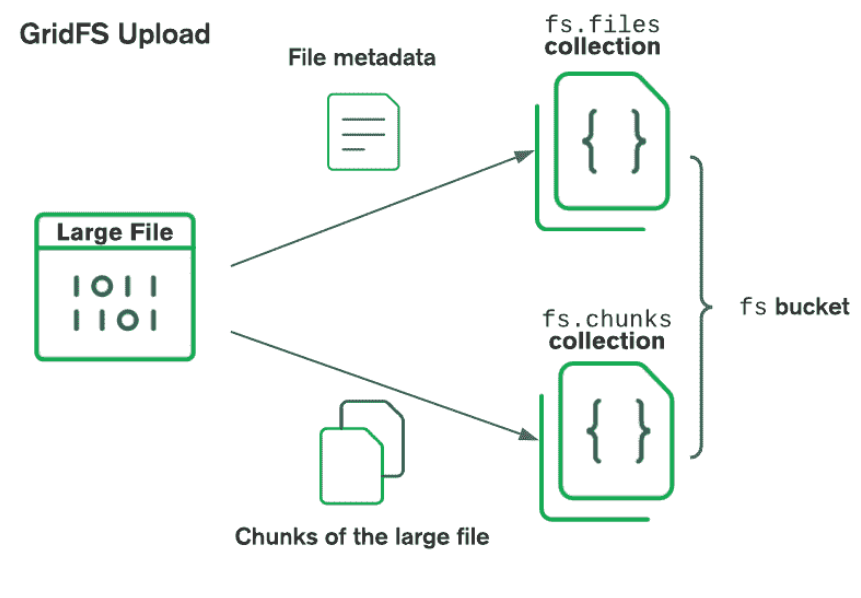 GridFS Upload
File metadata
fs.files
collection
Large File
1011
1101
fs.chunks
collection
fs bucket
Chunks of the large file
{ }
{ }